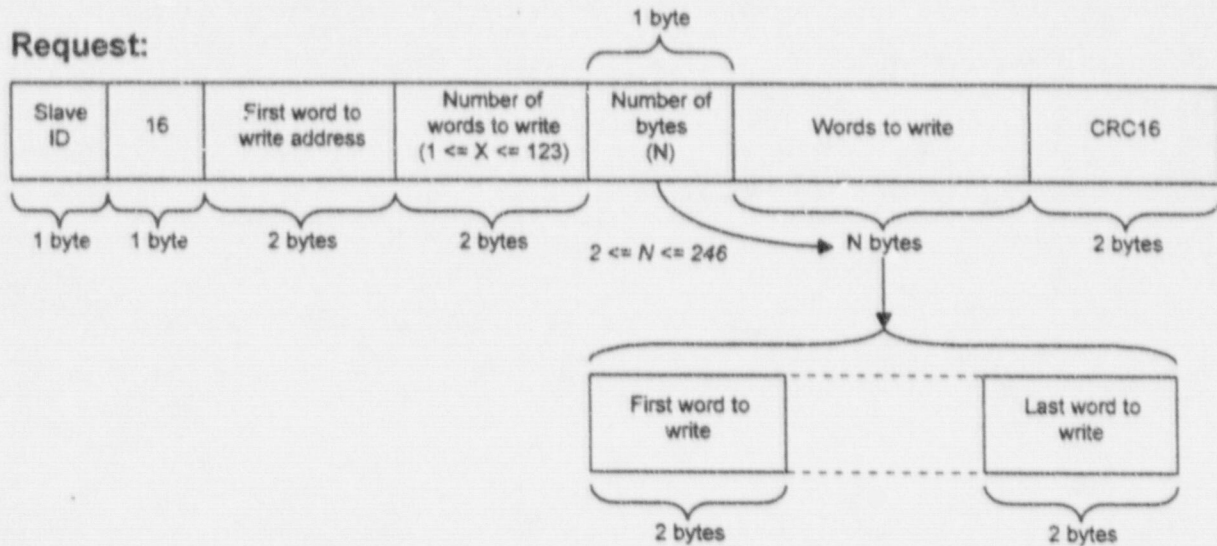 1 byte
Request:
Slave
ID
16
First word to
write address
Number of
words to write
(1 <= X <= 123)
Number of
bytes
(N)
Words to write
CRC16
1 byte
1 byte
2 bytes
2 bytes
2 <= N <= 246
N bytes
2 bytes
First word to
write
Last word to
write
2 bytes
2 bytes